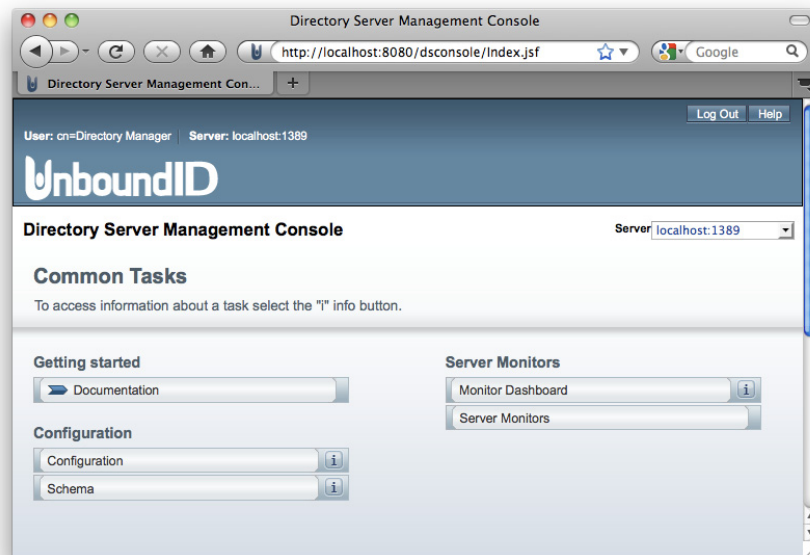 Directory Server Management Console
http://localhost:8080/dsconsole/Index.jsf
Google
Directory Server Management Con...
+
Log Out Help
User: cn=Directory Manager Server: localhost:1389
UnboundID
Directory Server Management Console
Server localhost:1389
Common Tasks
To access information about a task select the "i" info button.
Getting started
Documentation
Configuration
Configuration i
Schema i
Server Monitors
Monitor Dashboard i
Server Monitors